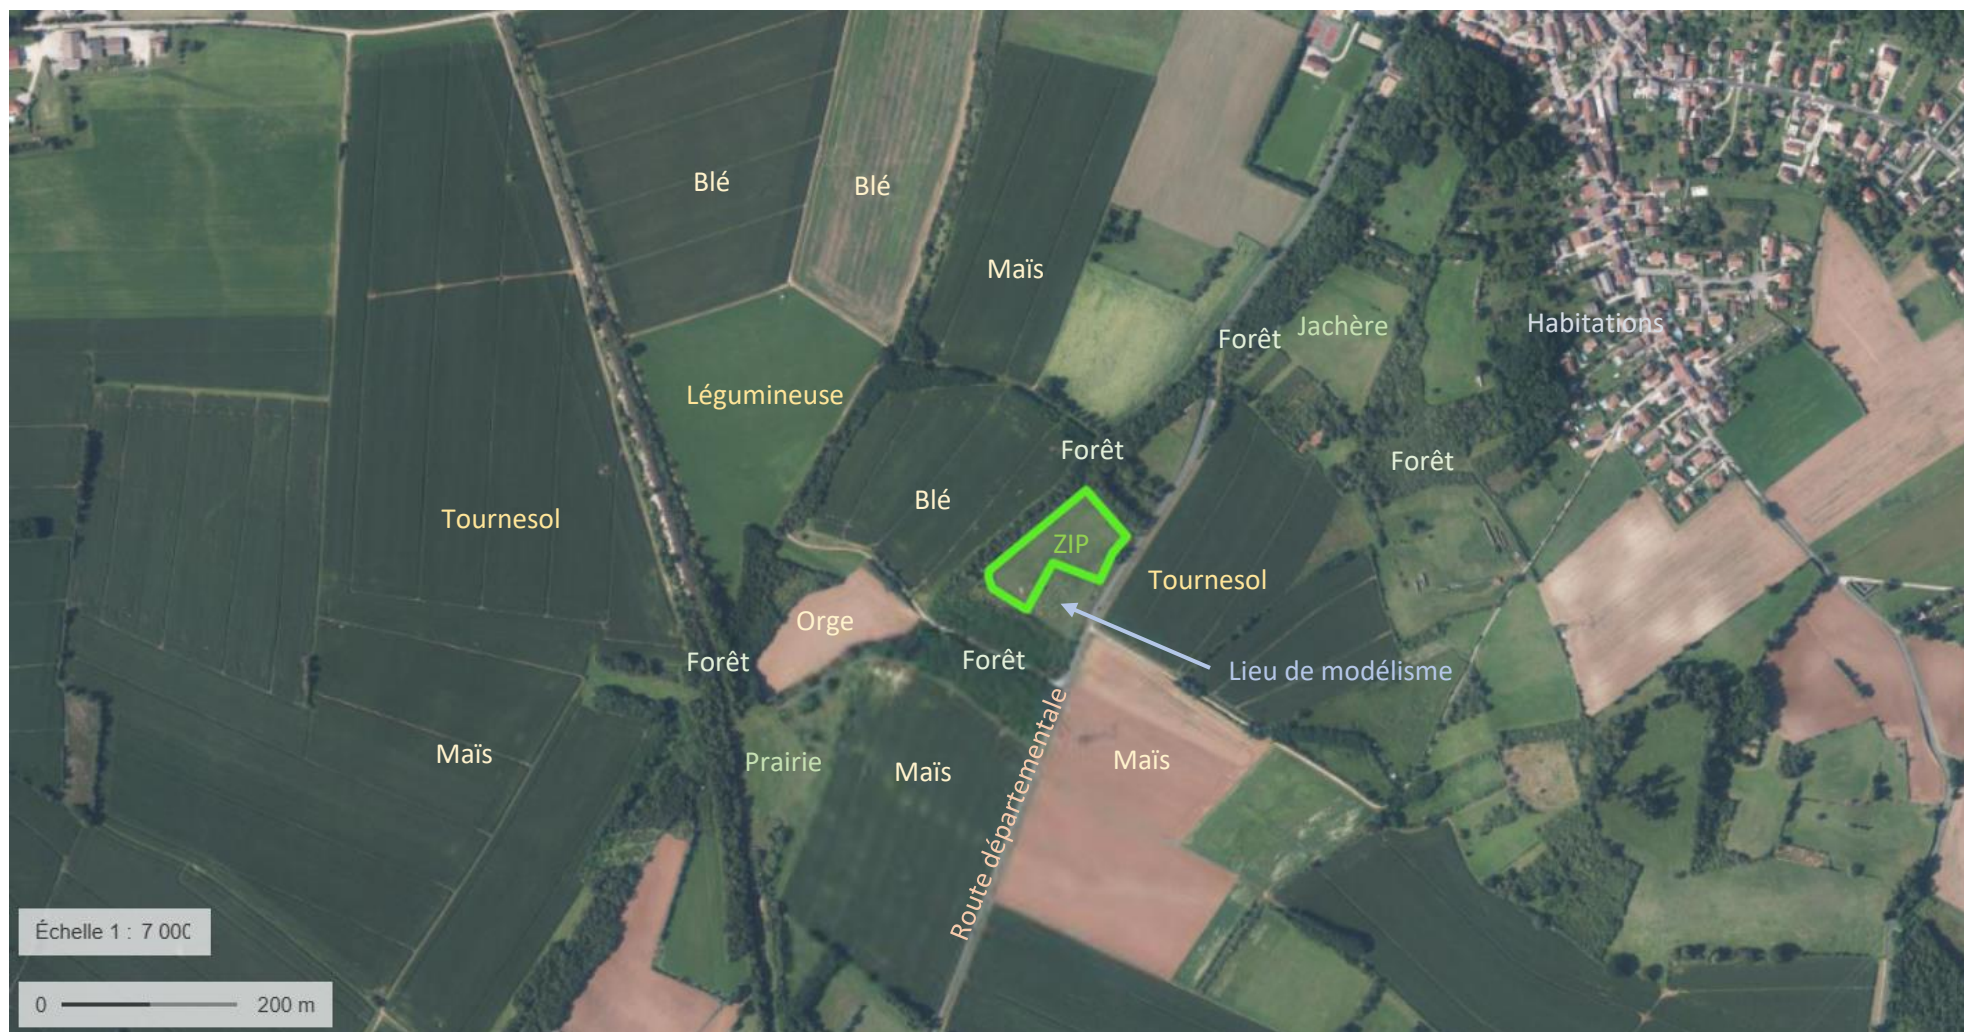 Blé
Blé
Maïs
Habitations
Forêt
Jachère
Légumineuse
Forêt
Forêt
Blé
Tournesol
ZIP
Tournesol
Orge
Forêt
Forêt
Lieu de modélisme
Route départementale
Maïs
Prairie
Maïs
Maïs
Échelle 1 : 7 000
0 200 m